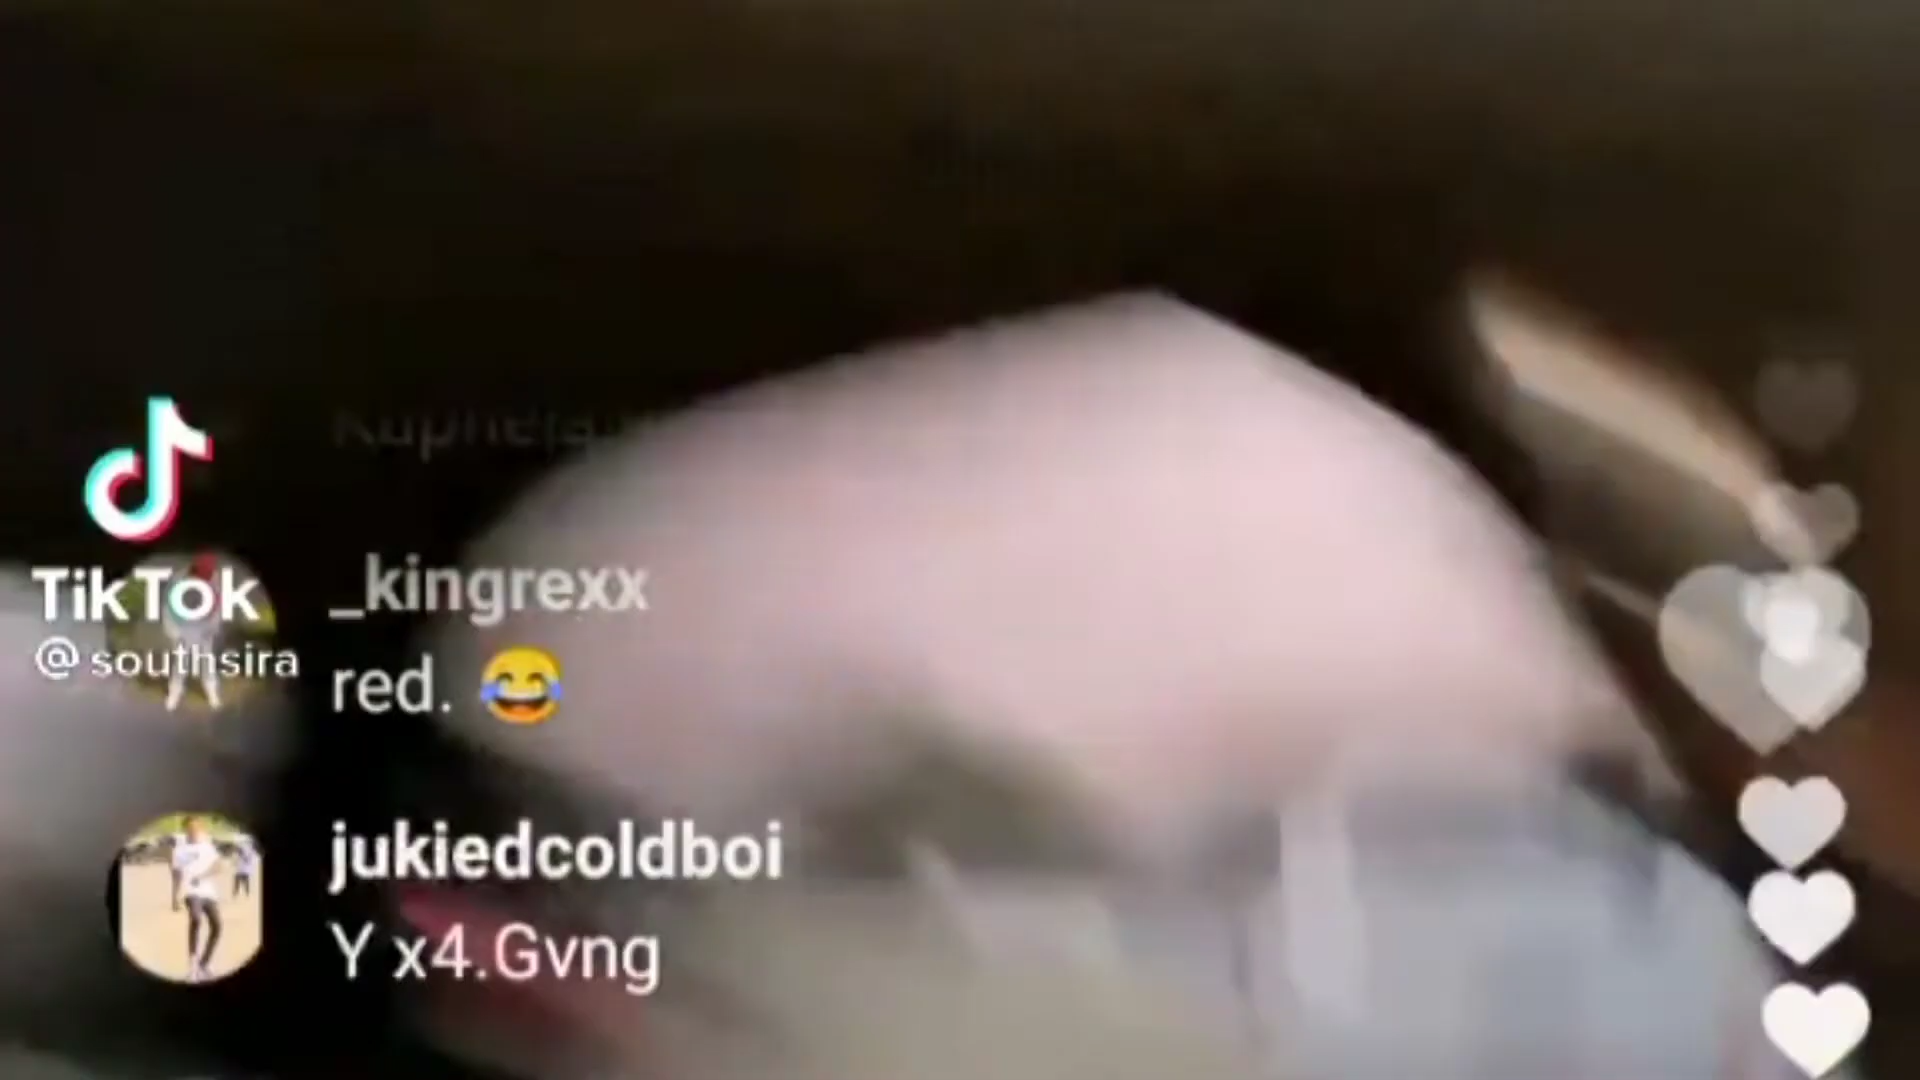 TikTok
@southsira
_kingrexx
red. 😂
jukiedcoldboi
Y x4.Gvng